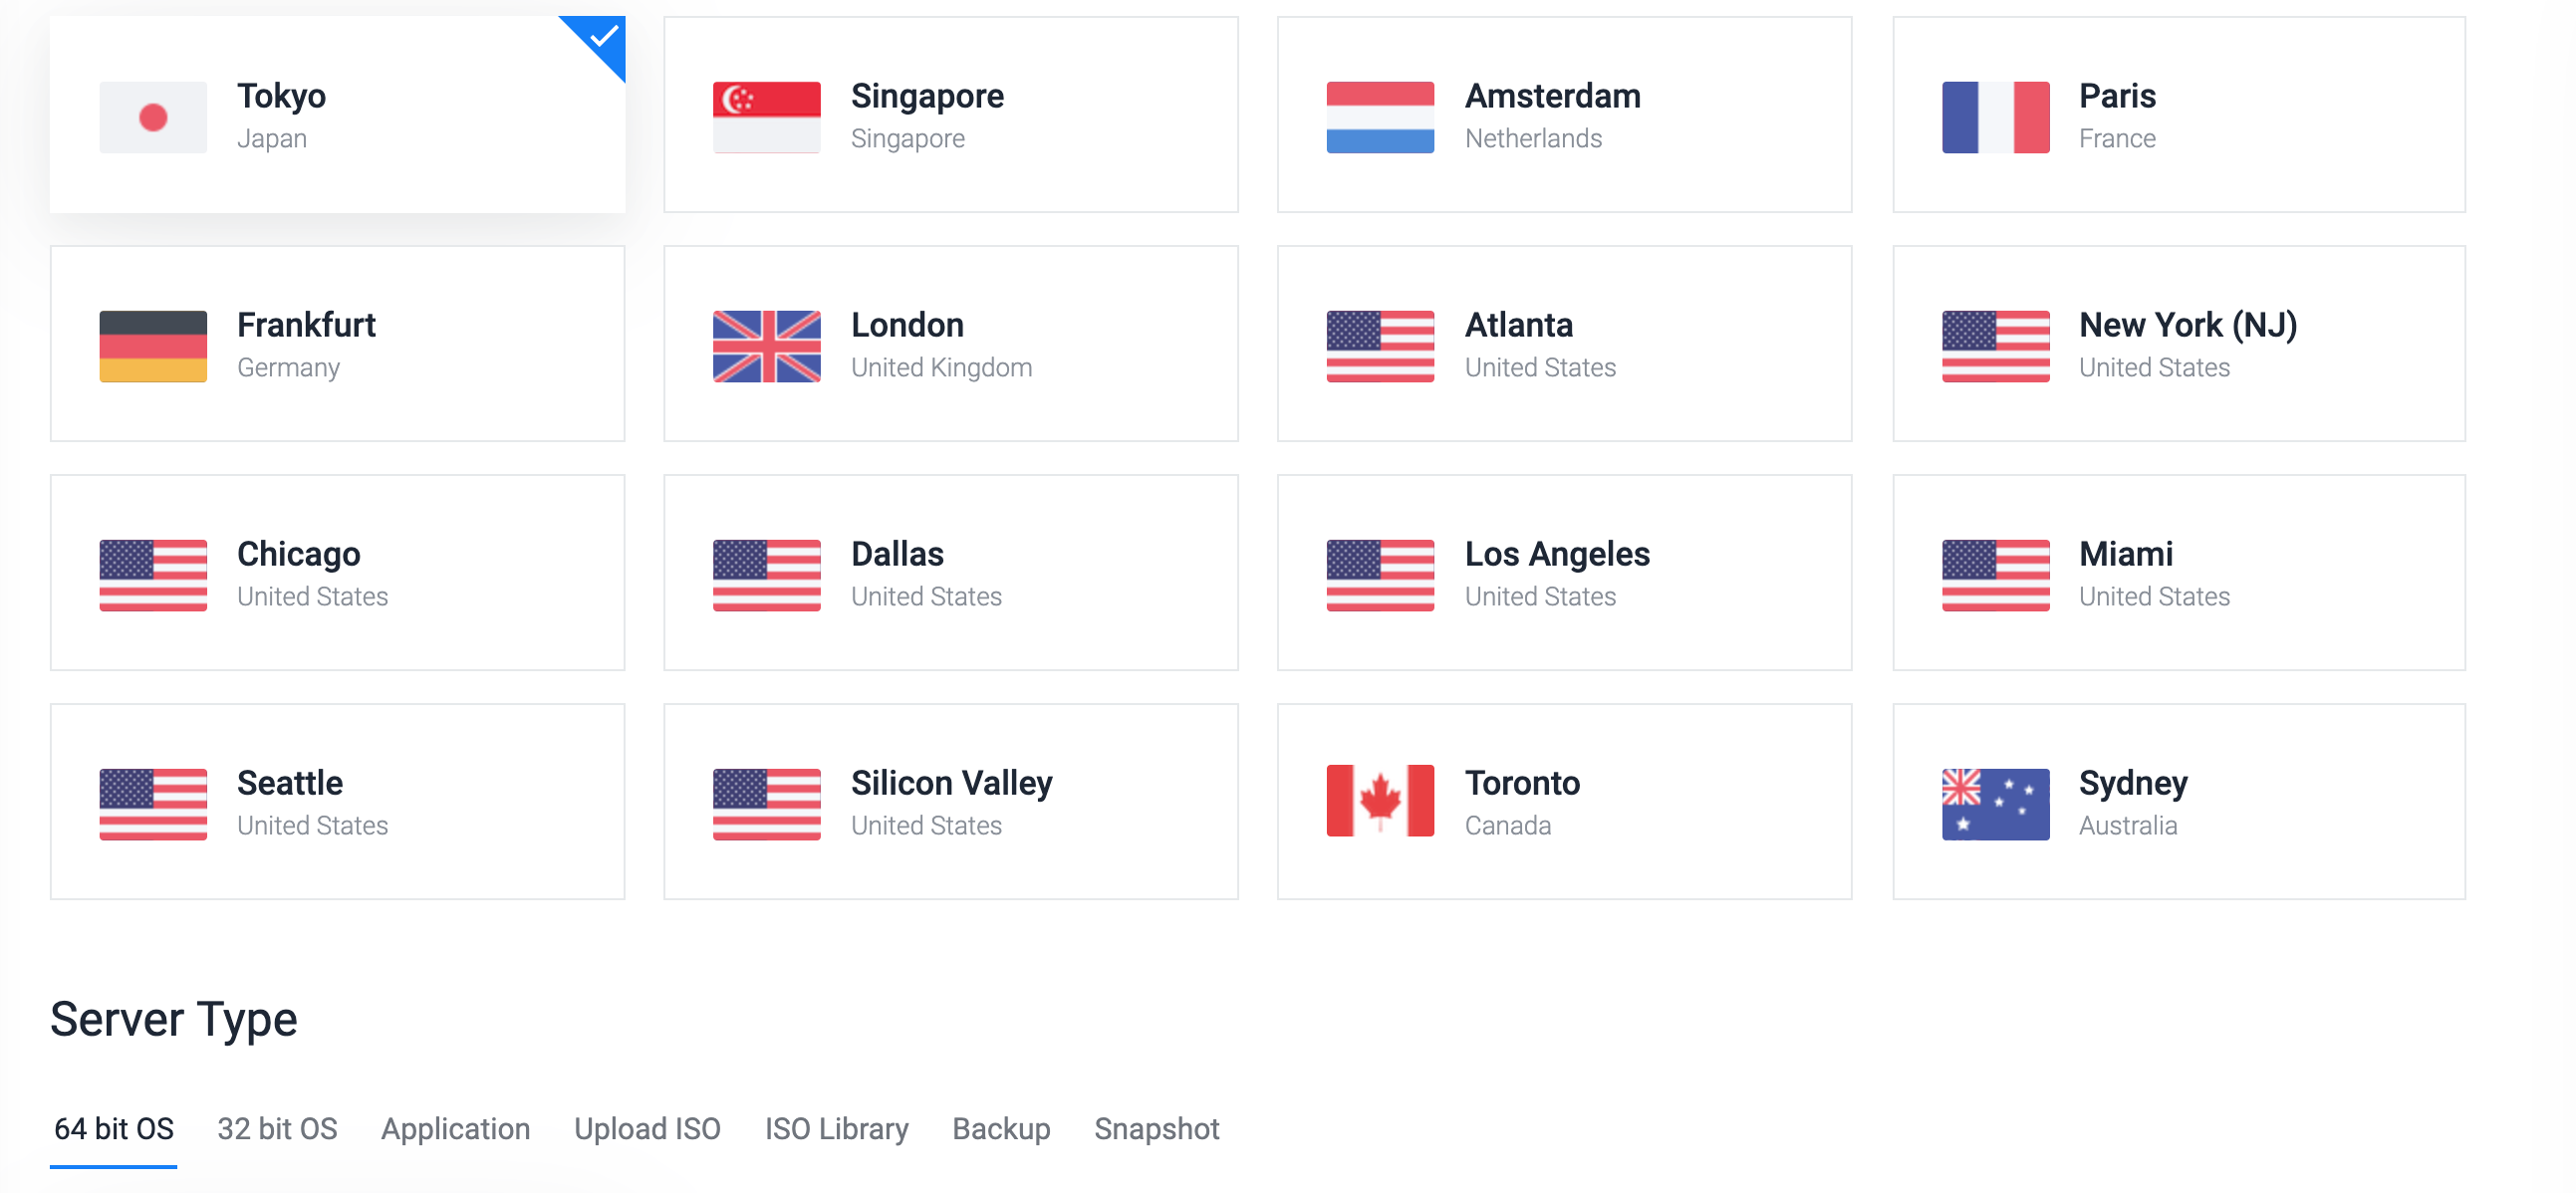 Tokyo
Japan
Singapore
Singapore
Amsterdam
Netherlands
Paris
France
Frankfurt
Germany
London
United Kingdom
Atlanta
United States
New York (NJ)
United States
Chicago
United States
Dallas
United States
Los Angeles
United States
Miami
United States
Seattle
United States
Silicon Valley
United States
Toronto
Canada
Sydney
Australia
Server Type
64 bit OS 32 bit OS Application Upload ISO ISO Library Backup Snapshot